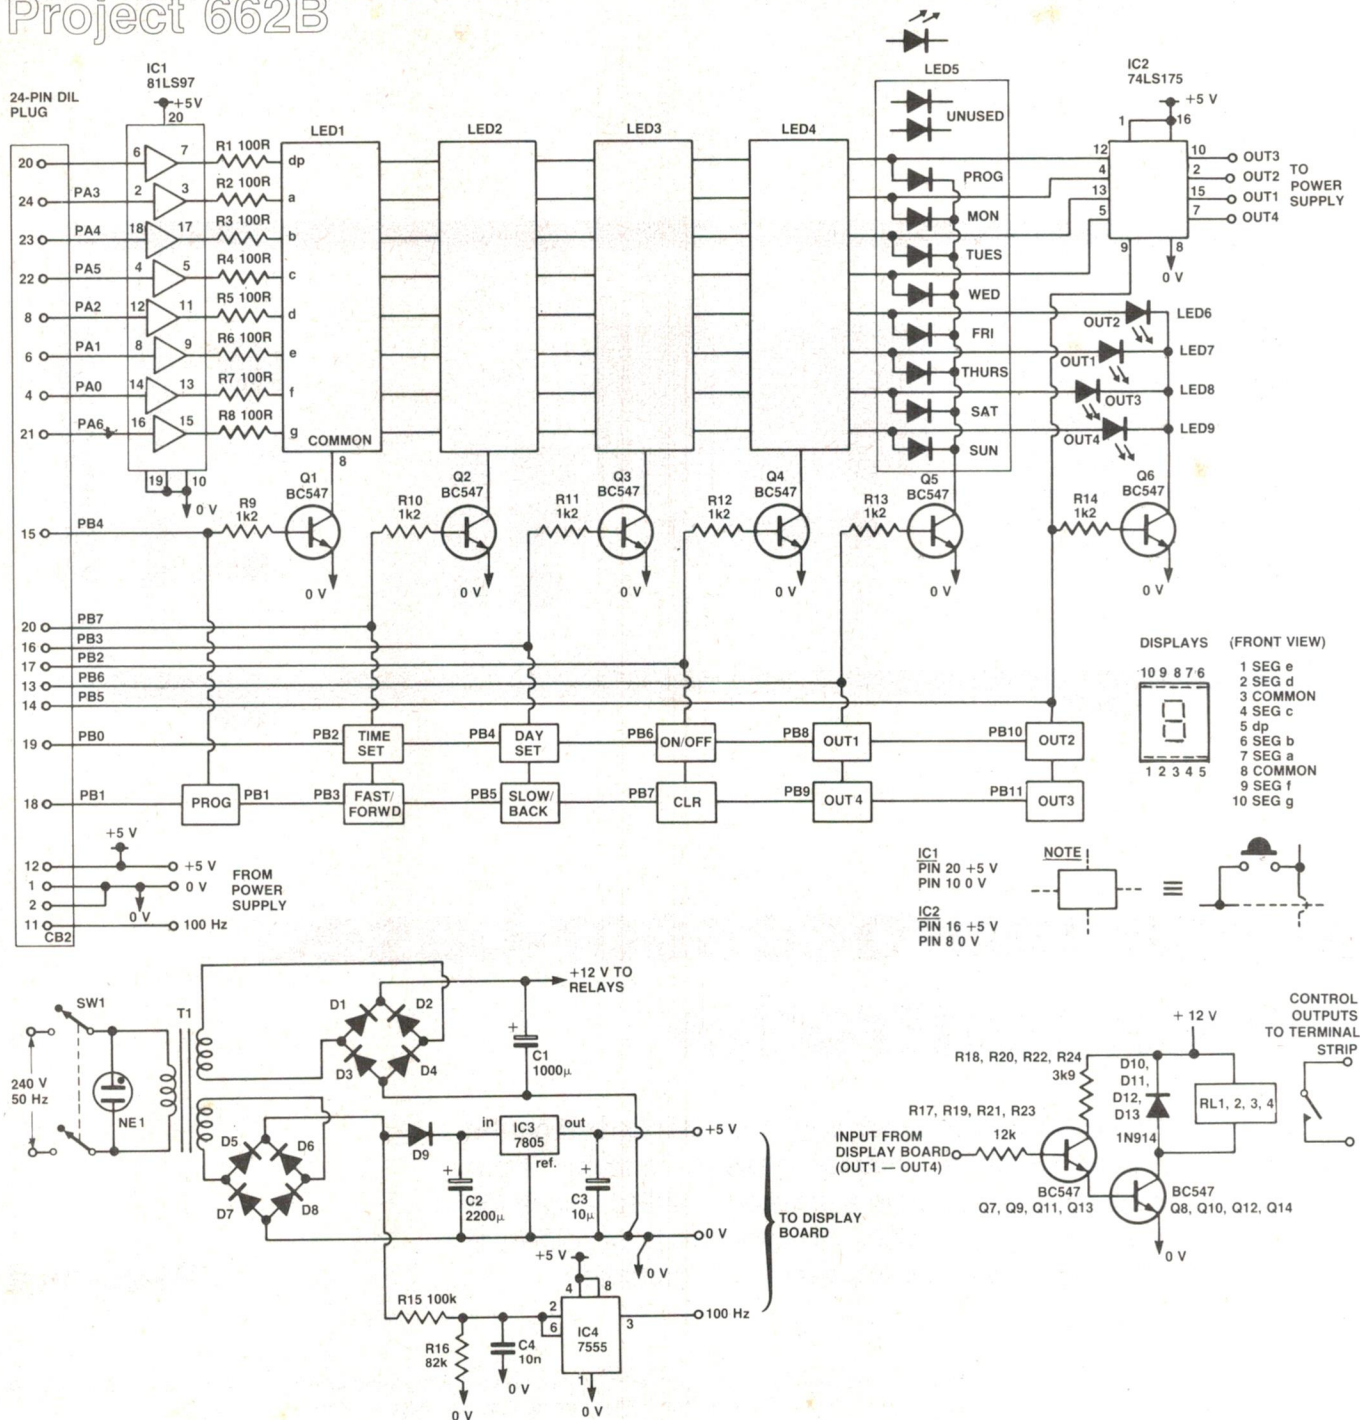 Project 662B
24-PIN DIL
PLUG
IC1
81LS97
+5V
20
LED1
LED2
LED3
LED4
LED5
UNUSED
IC2
74LS175
+5 V
1
16
20
6
7
R1 100R
dp
12
10
OUT3
24
PA3
2
3
R2 100R
a
PROG
4
2
OUT2
TO
POWER
SUPPLY
23
PA4
18
17
R3 100R
b
MON
13
15
OUT1
22
PA5
4
5
R4 100R
c
TUES
5
7
OUT4
9
8
0 V
8
PA2
12
11
R5 100R
d
WED
OUT2
LED6
6
PA1
8
9
R6 100R
e
FRI
OUT1
LED7
4
PA0
14
13
R7 100R
f
THURS
OUT3
LED8
21
PA6
16
15
R8 100R
g
SAT
OUT4
LED9
SUN
COMMON
8
19
10
0 V
15
PB4
R9
1k2
Q1
BC547
0 V
R10
1k2
Q2
BC547
0 V
R11
1k2
Q3
BC547
0 V
R12
1k2
Q4
BC547
0 V
R13
1k2
Q5
BC547
0 V
R14
1k2
Q6
BC547
0 V
20
PB7
16
PB3
17
PB2
13
PB6
14
PB5
19
PB0
PB2
TIME
SET
PB4
DAY
SET
PB6
ON/OFF
PB8
OUT1
PB10
OUT2
18
PB1
PROG
PB1
PB3
FAST/
FORWD
PB5
SLOW/
BACK
PB7
CLR
PB9
OUT 4
PB11
OUT3
DISPLAYS (FRONT VIEW)
10 9 8 7 6
1 2 3 4 5
1 SEG e
2 SEG d
3 COMMON
4 SEG c
5 dp
6 SEG b
7 SEG a
8 COMMON
9 SEG f
10 SEG g
+5 V
12
+5 V
1
0 V
2
0 V
11
100 Hz
CB2
FROM
POWER
SUPPLY
IC1
PIN 20 +5 V
PIN 10 0 V
IC2
PIN 16 +5 V
PIN 8 0 V
NOTE
≡
SW1
240 V
50 Hz
NE1
T1
D1
D2
D3
D4
+12 V TO
RELAYS
+
C1
1000µ
D5
D6
D7
D8
D9
+
C2
2200µ
in
IC3
7805
out
ref.
+
C3
10µ
+5 V
0 V
0 V
TO DISPLAY
BOARD
R15 100k
R16
82k
0 V
C4
10n
0 V
+5 V
4
8
2
6
IC4
7555
3
1
0 V
100 Hz
CONTROL
OUTPUTS
TO TERMINAL
STRIP
+ 12 V
R18, R20, R22, R24
3k9
D10,
D11,
D12,
D13
1N914
RL1, 2, 3, 4
R17, R19, R21, R23
12k
INPUT FROM
DISPLAY BOARD
(OUT1 — OUT4)
BC547
Q7, Q9, Q11, Q13
BC547
Q8, Q10, Q12, Q14
0 V